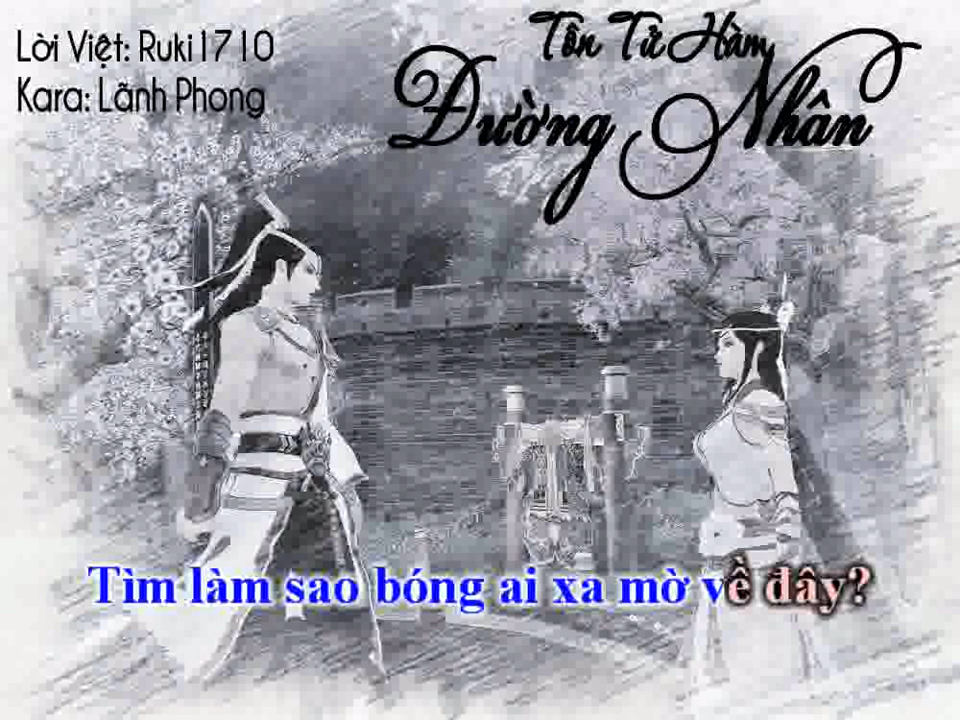 Lời Việt: Ruki1710
Kara: Lãnh Phong
Tôn Tử Hàm
Đường Nhân
Tìm làm sao bóng ai xa mờ về đây?